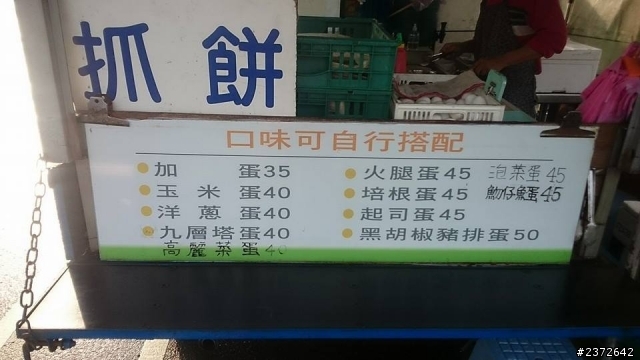 抓餅
口味可自行搭配
加蛋35
玉米蛋40
洋蔥蛋40
九層塔蛋40
高麗菜蛋40
火腿蛋45
培根蛋45
起司蛋45
黑胡椒豬排蛋50
泡菜蛋45
魩仔魚蛋45
#2372642